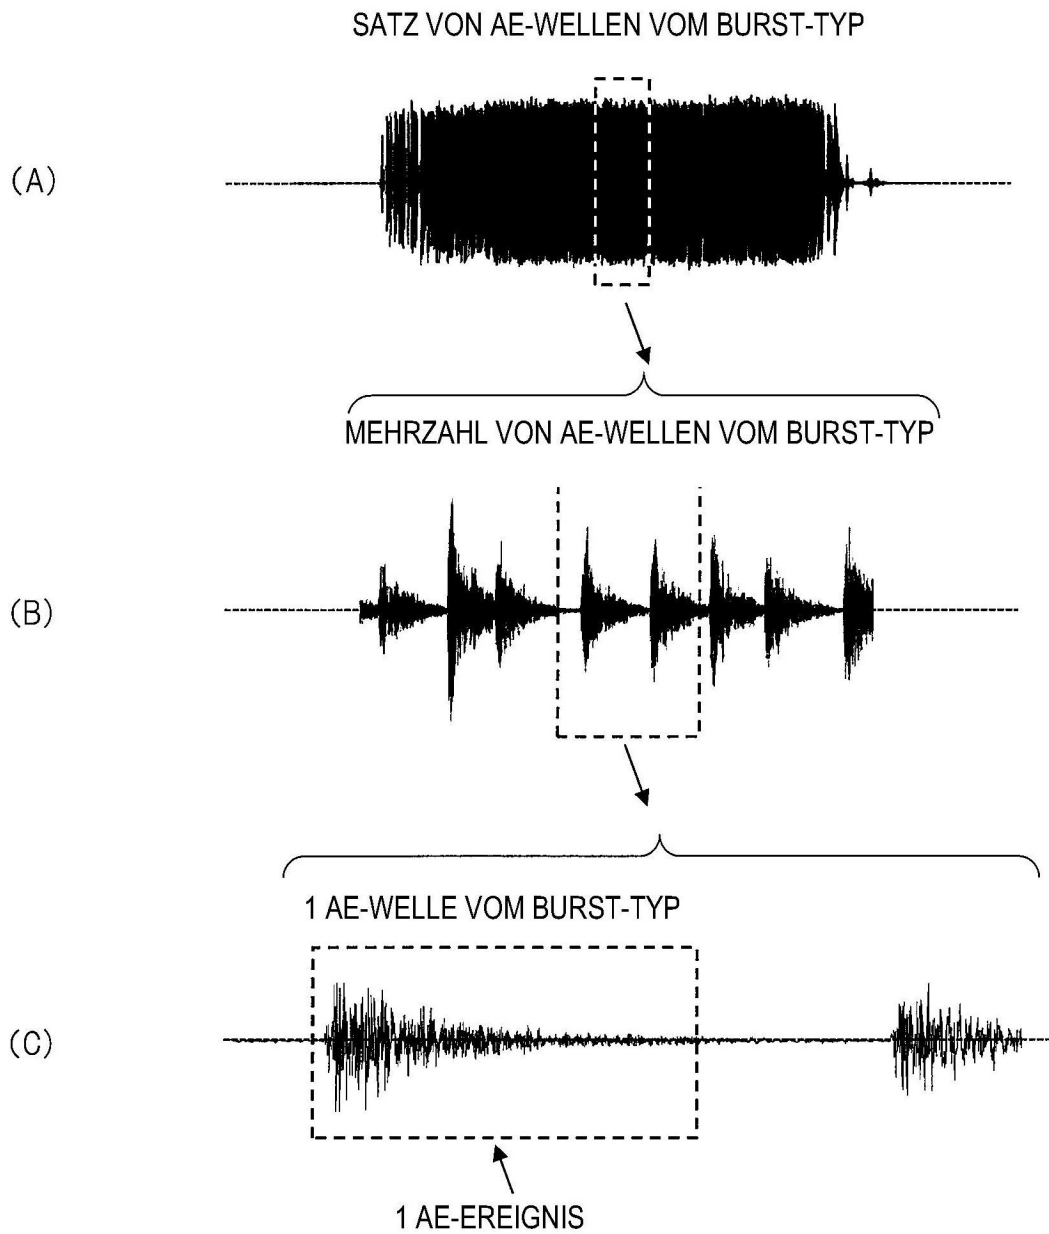 SATZ VON AE-WELLEN VOM BURST-TYP
(A)
MEHRZAHL VON AE-WELLEN VOM BURST-TYP
(B)
1 AE-WELLE VOM BURST-TYP
(C)
1 AE-EREIGNIS